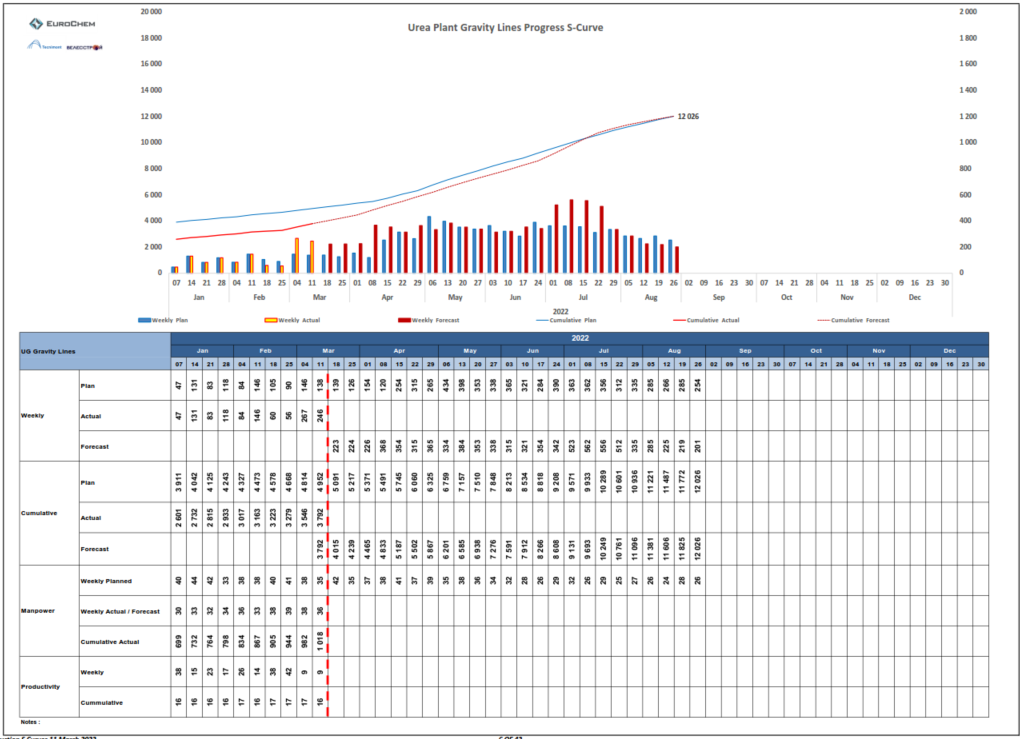 EUROCHEM
Tecnimont ВЕЛЕССТРОЙ
Urea Plant Gravity Lines Progress S-Curve
20 000 2 000
18 000 1 800
16 000 1 600
14 000 1 400
12 000 12 026 1 200
10 000 1 000
8 000 800
6 000 600
4 000 400
2 000 200
0 0
07 14 21 28 04 11 18 25 04 11 18 25 01 08 15 22 29 06 13 20 27 03 10 17 24 01 08 15 22 29 05 12 19 26 02 09 16 23 30 07 14 21 28 04 11 18 25 02 09 16 23 30
Jan Feb Mar Apr May Jun Jul Aug Sep Oct Nov Dec
2022
Weekly Plan Weekly Actual Weekly Forecast Cumulative Plan Cumulative Actual Cumulative Forecast
UG Gravity Lines 2022
Jan Feb Mar Apr May Jun Jul Aug Sep Oct Nov Dec
07 14 21 28 04 11 18 25 04 11 18 25 01 08 15 22 29 06 13 20 27 03 10 17 24 01 08 15 22 29 05 12 19 26 02 09 16 23 30 07 14 21 28 04 11 18 25 02 09 16 23 30
Weekly
Plan 47 131 83 118 84 146 105 90 146 138 139 126 154 120 254 315 265 434 398 353 338 365 321 284 390 363 362 356 312 335 285 266 285 254
Actual 47 131 83 118 84 146 60 56 267 246
Forecast 223 224 226 368 354 315 365 334 384 353 338 315 321 354 342 523 562 556 512 335 285 225 219 201
Cumulative
Plan 3 911 4 042 4 125 4 243 4 327 4 473 4 578 4 668 4 814 4 952 5 091 5 217 5 371 5 491 5 745 6 060 6 325 6 759 7 157 7 510 7 848 8 213 8 534 8 818 9 208 9 571 9 933 10 289 10 601 10 936 11 221 11 487 11 772 12 026
Actual 2 601 2 732 2 815 2 933 3 017 3 163 3 223 3 279 3 546 3 792
Forecast 3 792 4 015 4 239 4 465 4 833 5 187 5 502 5 867 6 201 6 585 6 938 7 276 7 591 7 912 8 266 8 608 9 131 9 693 10 249 10 761 11 096 11 381 11 606 11 825 12 026
Manpower
Weekly Planned 40 44 42 33 38 38 40 41 38 35 42 35 37 38 41 37 39 35 38 36 34 32 28 26 29 32 26 29 25 27 26 24 28 26
Weekly Actual / Forecast 30 33 32 34 36 33 38 39 38 36
Cumulative Actual 699 732 764 798 834 867 905 944 982 1 018
Productivity
Weekly 38 15 23 17 26 14 38 42 9 9
Cummulative 16 16 16 16 17 16 17 17 17 16
Notes :
S-Curves 11 March 2022